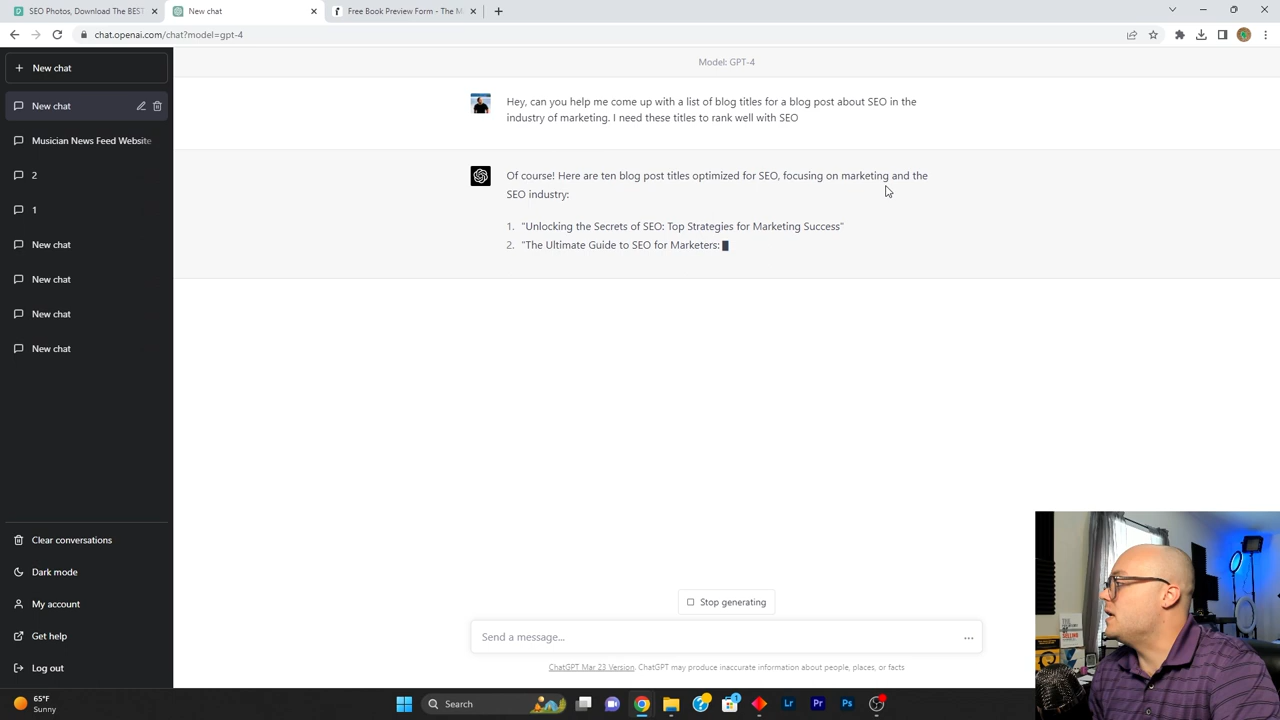 SEO Photos, Download The BEST
New chat
Free Book Preview Form - The M
chat.openai.com/chat?model=gpt-4
New chat
New chat
Musician News Feed Website
2
1
New chat
New chat
New chat
New chat
Clear conversations
Dark mode
My account
Get help
Log out
Model: GPT-4
Hey, can you help me come up with a list of blog titles for a blog post about SEO in the
industry of marketing. I need these titles to rank well with SEO
Of course! Here are ten blog post titles optimized for SEO, focusing on marketing and the
SEO industry:
1. "Unlocking the Secrets of SEO: Top Strategies for Marketing Success"
2. "The Ultimate Guide to SEO for Marketers:
Stop generating
Send a message...
ChatGPT Mar 23 Version. ChatGPT may produce inaccurate information about people, places, or facts
65°F
Sunny
Search
1
Lr
Pr
Ps
SELLING